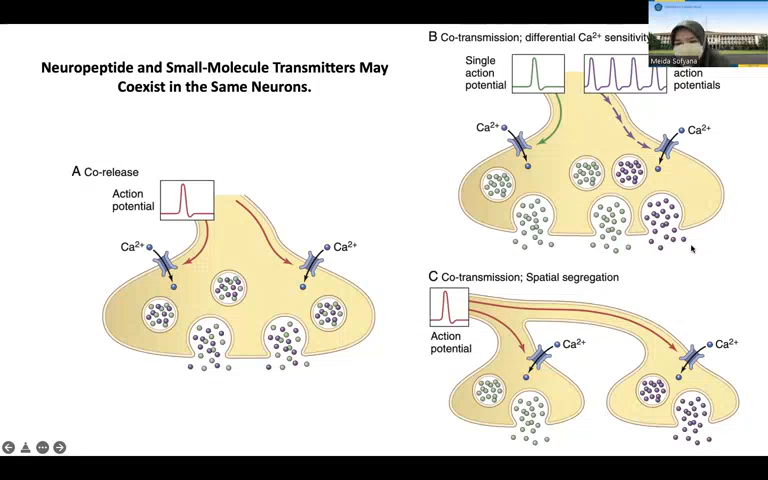 Neuropeptide and Small-Molecule Transmitters May
Coexist in the Same Neurons.
A Co-release
Action
potential
Ca²⁺
Ca²⁺
B Co-transmission; differential Ca²⁺ sensitivity
Single
action
potential
action
potentials
Ca²⁺
Ca²⁺
C Co-transmission; Spatial segregation
Action
potential
Ca²⁺
Ca²⁺
Meida Sofyana